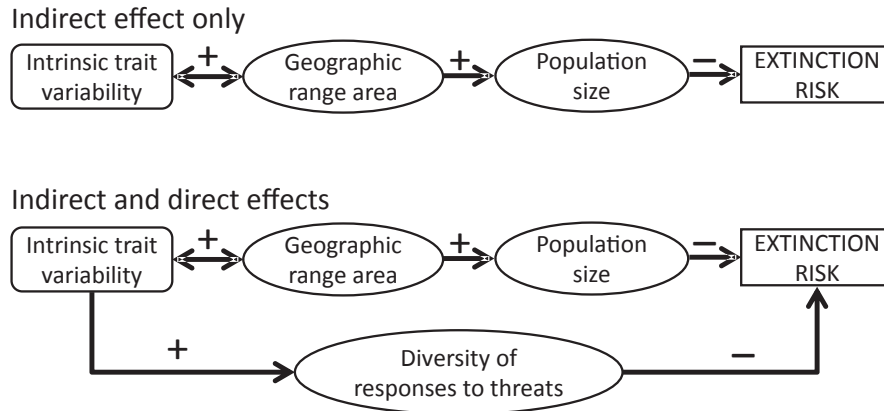 Indirect effect only
Intrinsic trait
variability
+
Geographic
range area
+
Population
size
−
EXTINCTION
RISK
Indirect and direct effects
Intrinsic trait
variability
+
Geographic
range area
+
Population
size
−
EXTINCTION
RISK
+
Diversity of
responses to threats
−